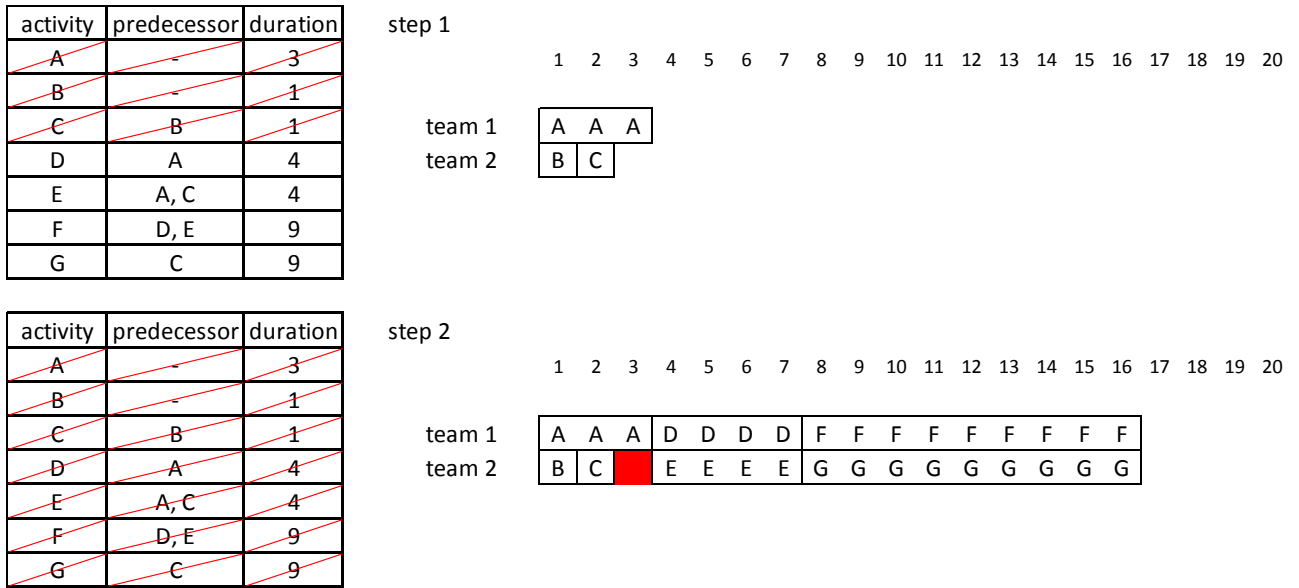 activity predecessor duration step 1
A - 3 1 2 3 4 5 6 7 8 9 10 11 12 13 14 15 16 17 18 19 20
B - 1
C B 1 team 1 A A A
D A 4 team 2 B C
E A, C 4
F D, E 9
G C 9
activity predecessor duration step 2
A - 3 1 2 3 4 5 6 7 8 9 10 11 12 13 14 15 16 17 18 19 20
B - 1
C B 1 team 1 A A A D D D D F F F F F F F F F
D A 4 team 2 B C E E E E G G G G G G G G G
E A, C 4
F D, E 9
G C 9